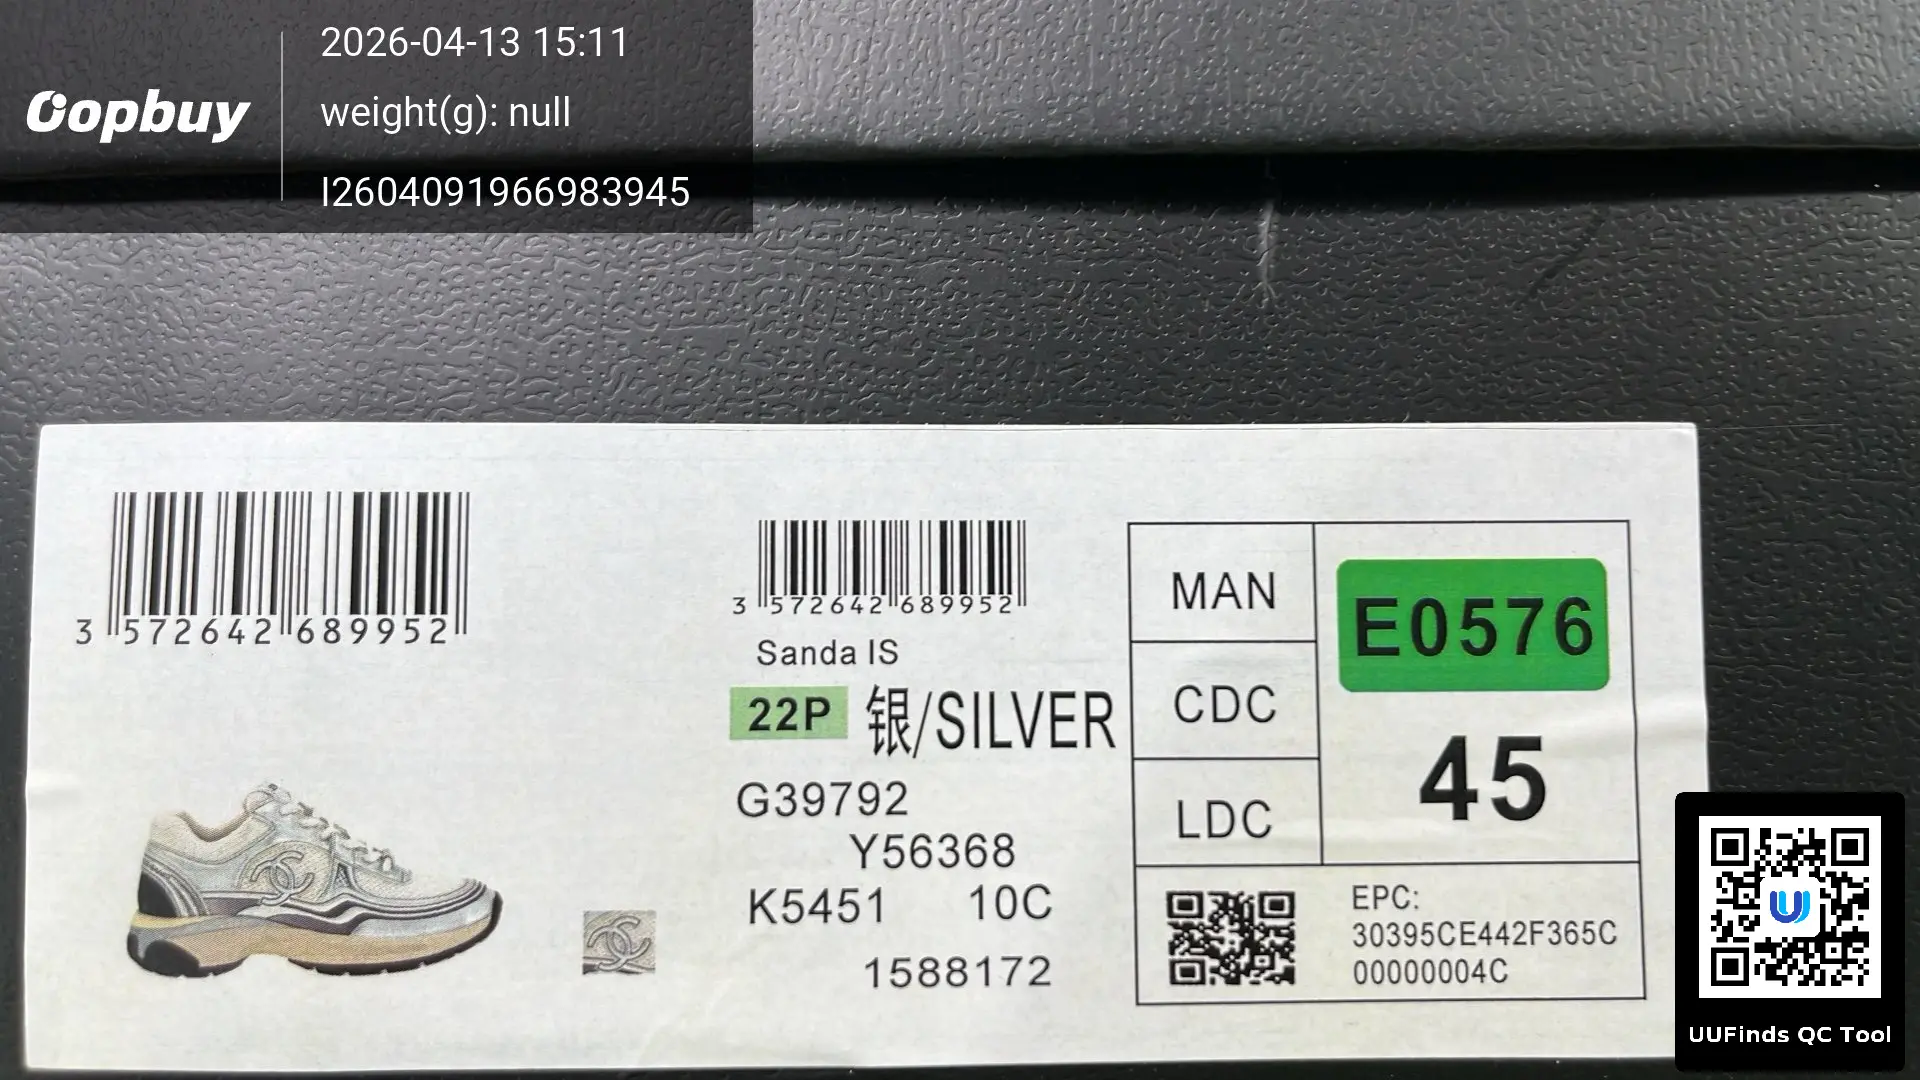 Oopbuy
2026-04-13 15:11
weight(g): null
I2604091966983945
3 572642 689952
3 572642 689952
Sanda IS
22P 银/SILVER
G39792
Y56368
K5451 10C
1588172
MAN
CDC
LDC
E0576
45
EPC:
30395CE442F365C
00000004C
UUFinds QC Tool